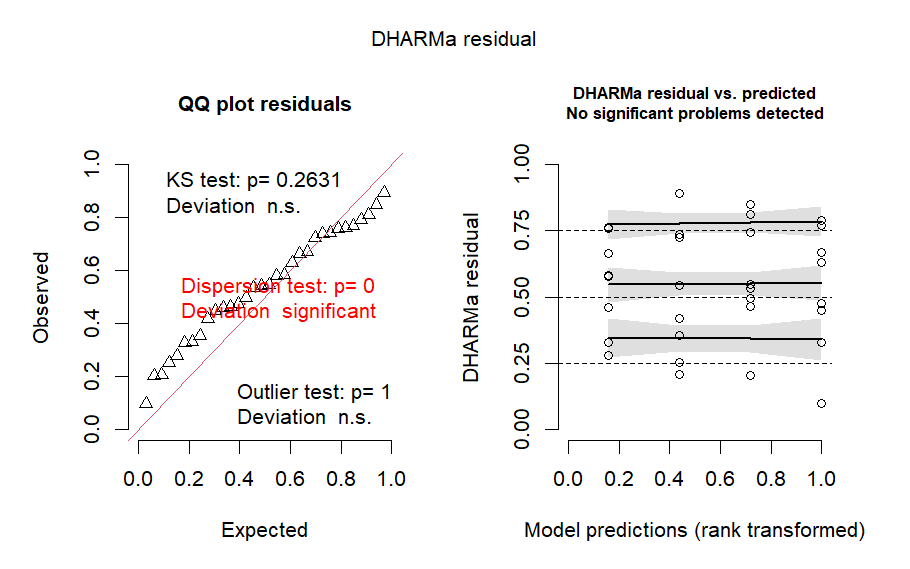 DHARMa residual
QQ plot residuals
KS test: p= 0.2631
Deviation n.s.
Dispersion test: p= 0
Deviation significant
Outlier test: p= 1
Deviation n.s.
Observed
0.0 0.2 0.4 0.6 0.8 1.0
0.0 0.2 0.4 0.6 0.8 1.0
Expected
DHARMa residual vs. predicted
No significant problems detected
DHARMa residual
0.00 0.25 0.50 0.75 1.00
0.0 0.2 0.4 0.6 0.8 1.0
Model predictions (rank transformed)